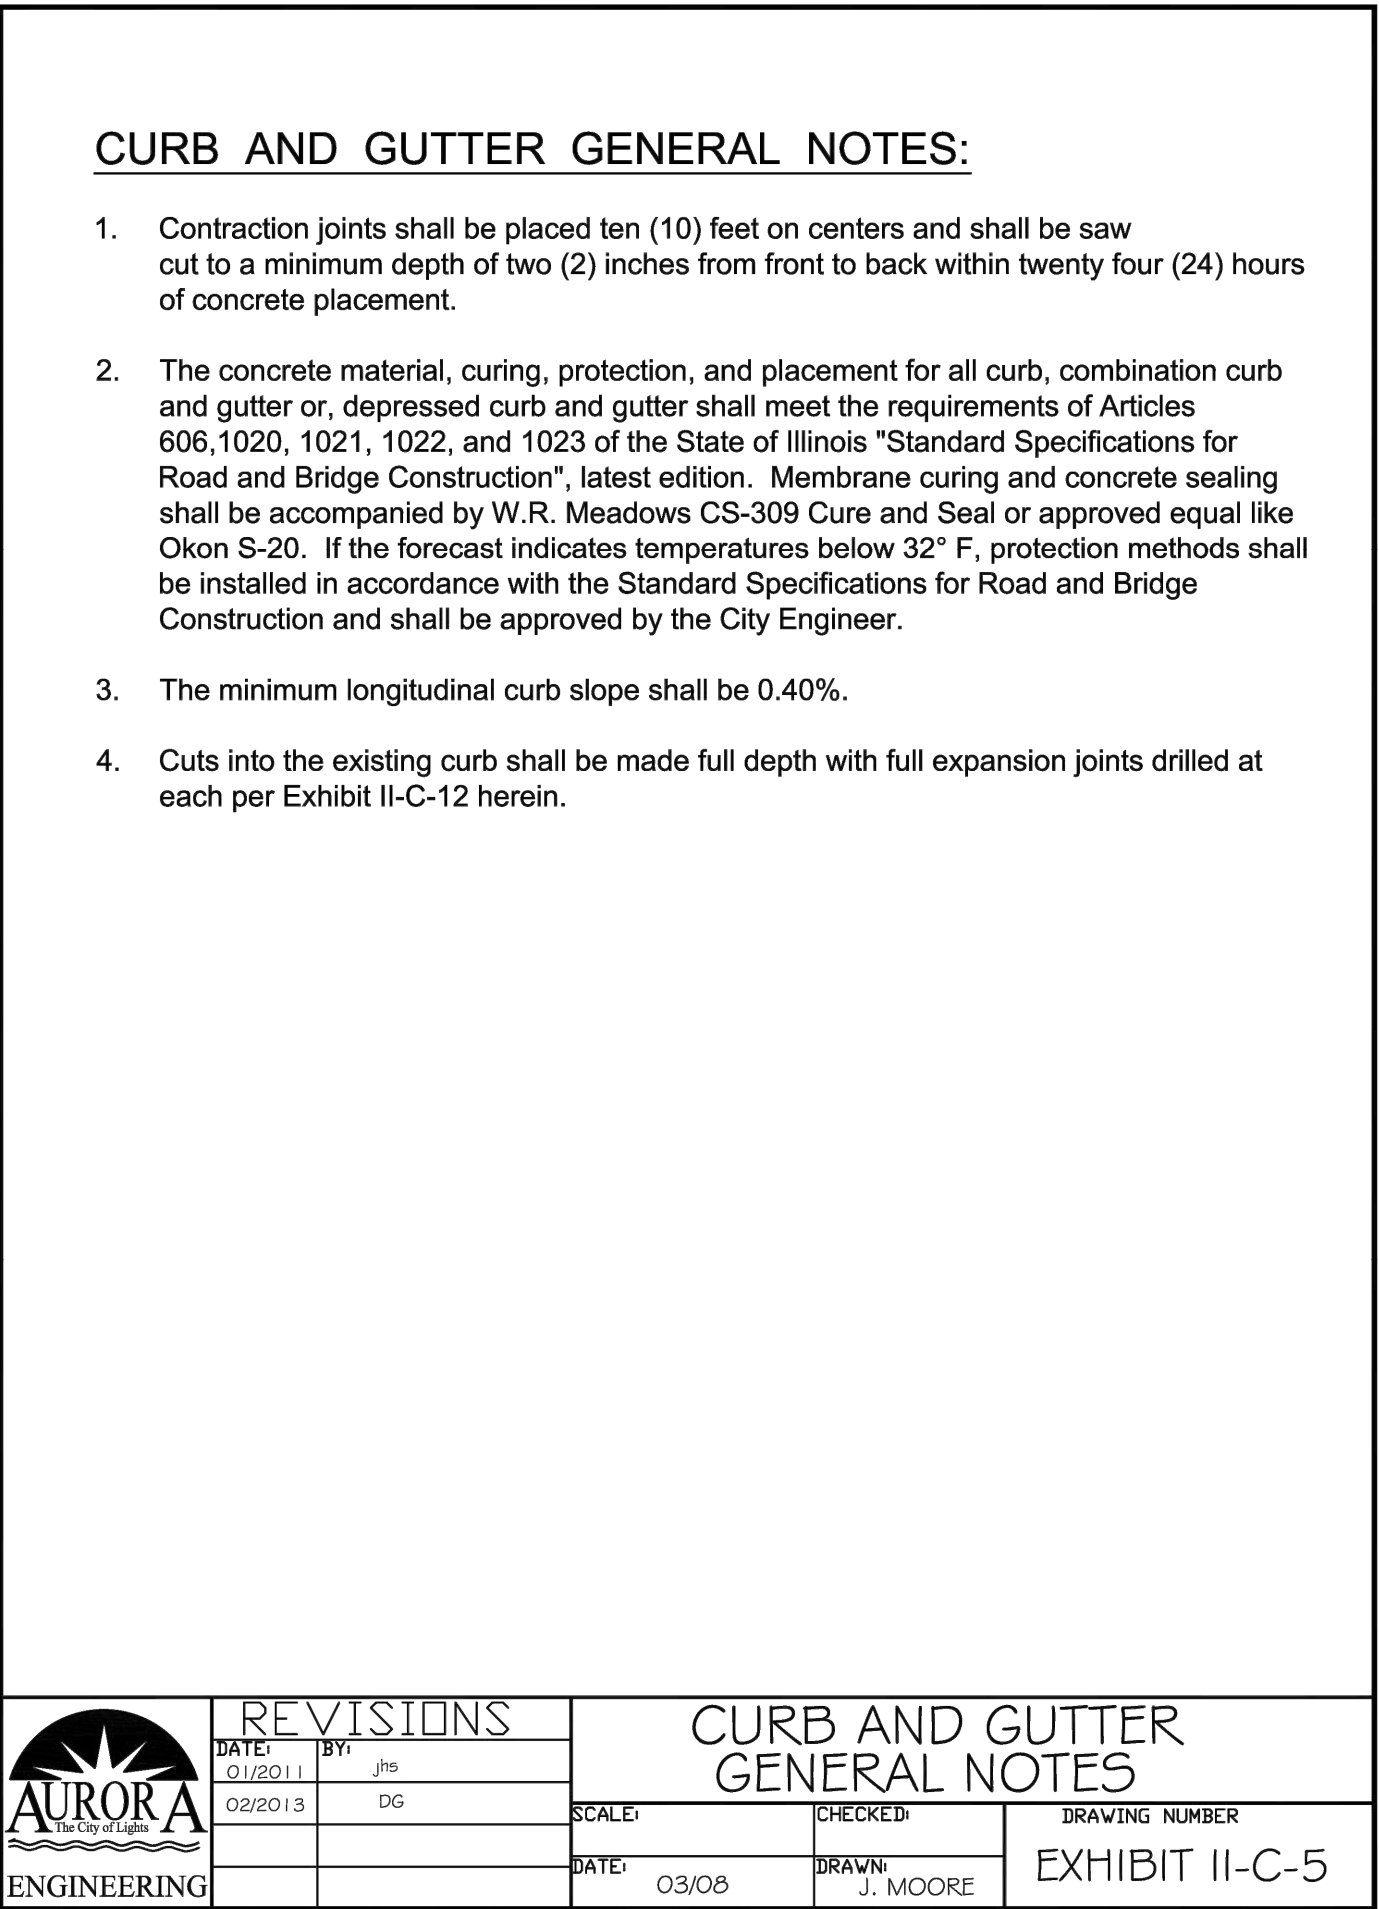 CURB AND GUTTER GENERAL NOTES:
1. Contraction joints shall be placed ten (10) feet on centers and shall be saw
cut to a minimum depth of two (2) inches from front to back within twenty four (24) hours
of concrete placement.
2. The concrete material, curing, protection, and placement for all curb, combination curb
and gutter or, depressed curb and gutter shall meet the requirements of Articles
606,1020, 1021, 1022, and 1023 of the State of Illinois "Standard Specifications for
Road and Bridge Construction", latest edition. Membrane curing and concrete sealing
shall be accompanied by W.R. Meadows CS-309 Cure and Seal or approved equal like
Okon S-20. If the forecast indicates temperatures below 32° F, protection methods shall
be installed in accordance with the Standard Specifications for Road and Bridge
Construction and shall be approved by the City Engineer.
3. The minimum longitudinal curb slope shall be 0.40%.
4. Cuts into the existing curb shall be made full depth with full expansion joints drilled at
each per Exhibit II-C-12 herein.
AURORA
The City of Lights
ENGINEERING
REVISIONS
DATE: BY:
01/2011 jhs
02/2013 DG
CURB AND GUTTER
GENERAL NOTES
SCALE:
CHECKED:
DATE:
03/08
DRAWN:
J. MOORE
DRAWING NUMBER
EXHIBIT II-C-5